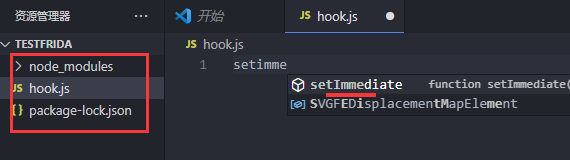 资源管理器
TESTFRIDA
node_modules
JS hook.js
package-lock.json
开始
JS hook.js
JS hook.js
1 setimme
setImmediate function setImmediate(
SVGFEDisplacementMapElement